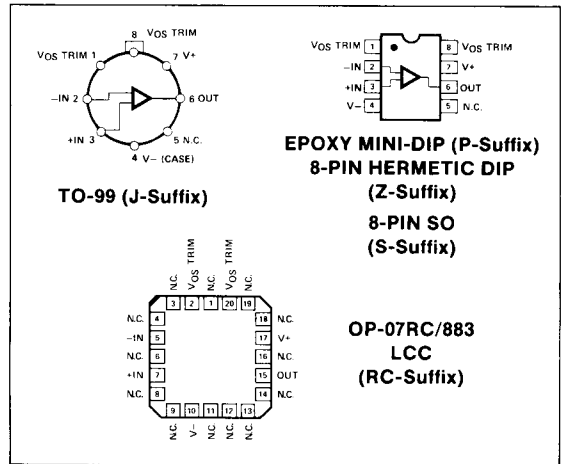 8 VOS TRIM
VOS TRIM 1
7 V+
–IN 2
6 OUT
+IN 3
5 N.C.
4 V– (CASE)
TO-99 (J-Suffix)
VOS TRIM 1
8 VOS TRIM
–IN 2
7 V+
+IN 3
6 OUT
V– 4
5 N.C.
EPOXY MINI-DIP (P-Suffix)
8-PIN HERMETIC DIP
(Z-Suffix)
8-PIN SO
(S-Suffix)
N.C. VOS TRIM N.C. VOS TRIM N.C.
3 2 1 20 19
N.C. 4
18 N.C.
–IN 5
17 V+
N.C. 6
16 N.C.
+IN 7
15 OUT
N.C. 8
14 N.C
9 10 11 12 13
N.C. V– N.C. N.C. N.C.
OP-07RC/883
LCC
(RC-Suffix)